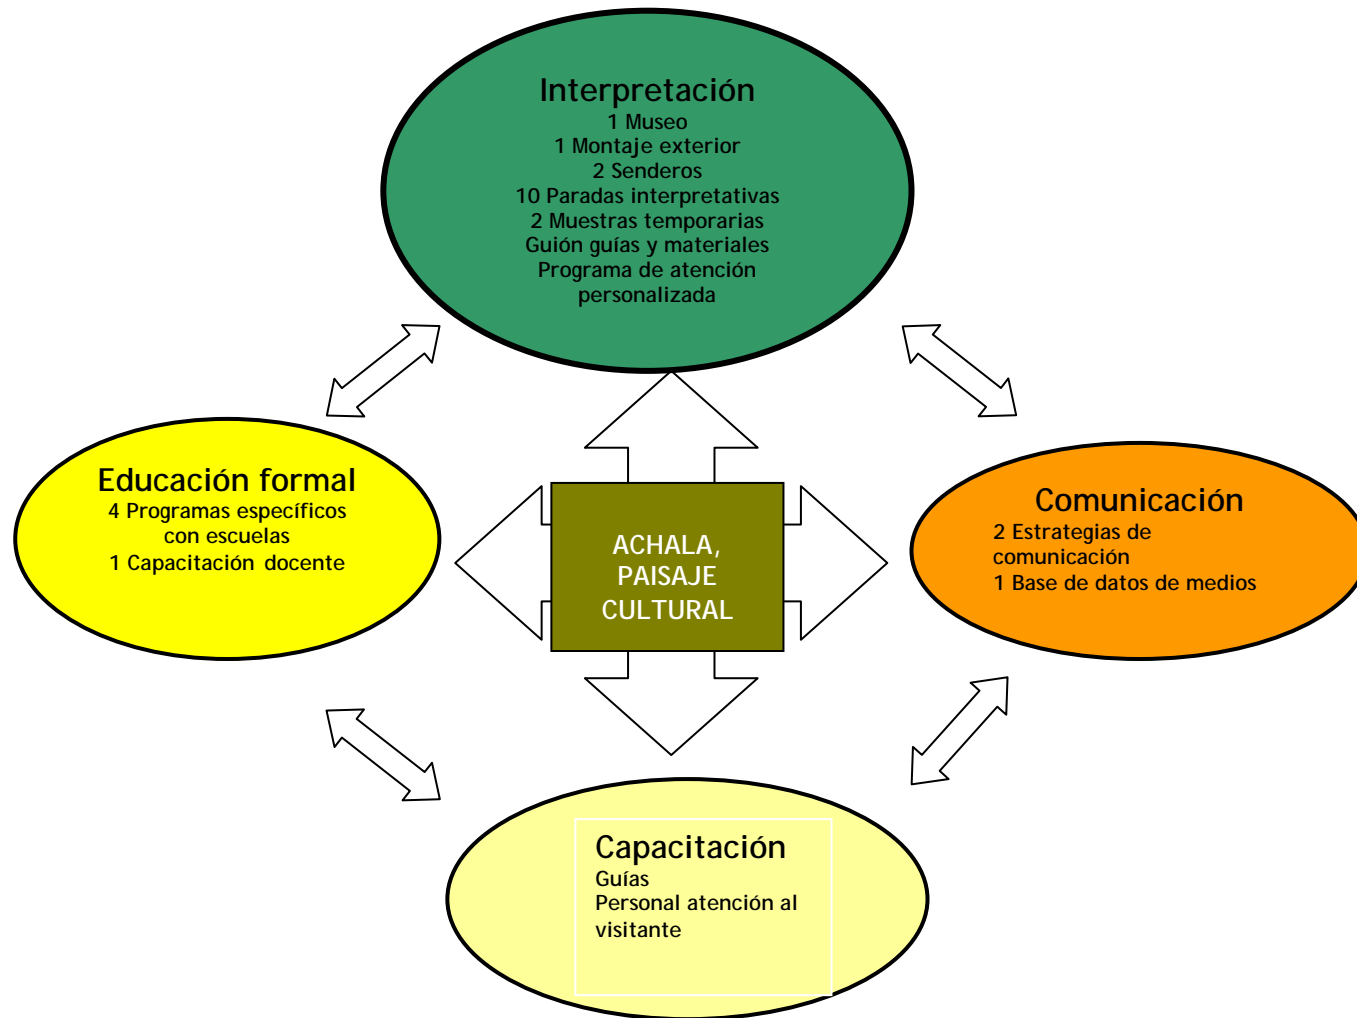 Interpretación
1 Museo
1 Montaje exterior
2 Senderos
10 Paradas interpretativas
2 Muestras temporarias
Guión guías y materiales
Programa de atención
personalizada
Educación formal
4 Programas específicos
con escuelas
1 Capacitación docente
ACHALA,
PAISAJE
CULTURAL
Comunicación
2 Estrategias de
comunicación
1 Base de datos de medios
Capacitación
Guías
Personal atención al
visitante